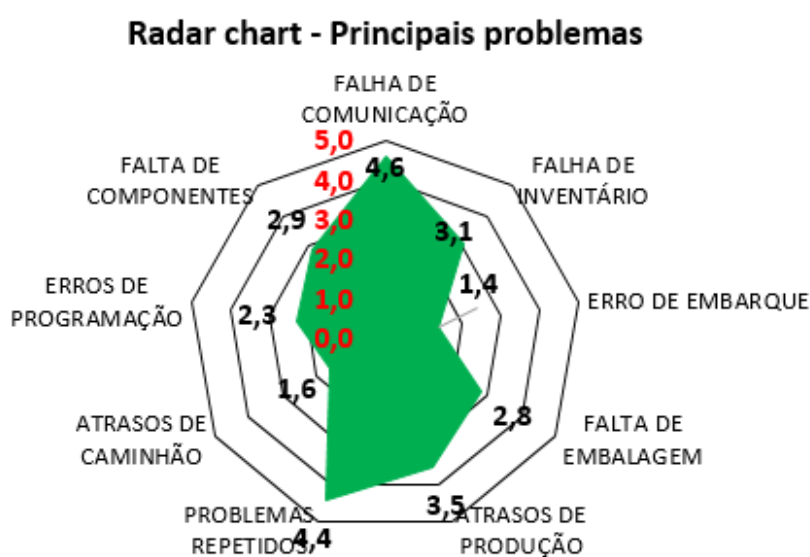 Radar chart - Principais problemas
FALHA DE
COMUNICAÇÃO
5,0
4,6
FALTA DE
COMPONENTES
FALHA DE
INVENTÁRIO
4,0
2,9
3,0
3,1
2,0
1,4
ERROS DE
PROGRAMAÇÃO
ERRO DE EMBARQUE
1,0
2,3
0,0
1,6
ATRASOS DE
CAMINHÃO
2,8
FALTA DE
EMBALAGEM
3,5
PROBLEMAS
REPETIDOS
4,4
ATRASOS DE
PRODUÇÃO